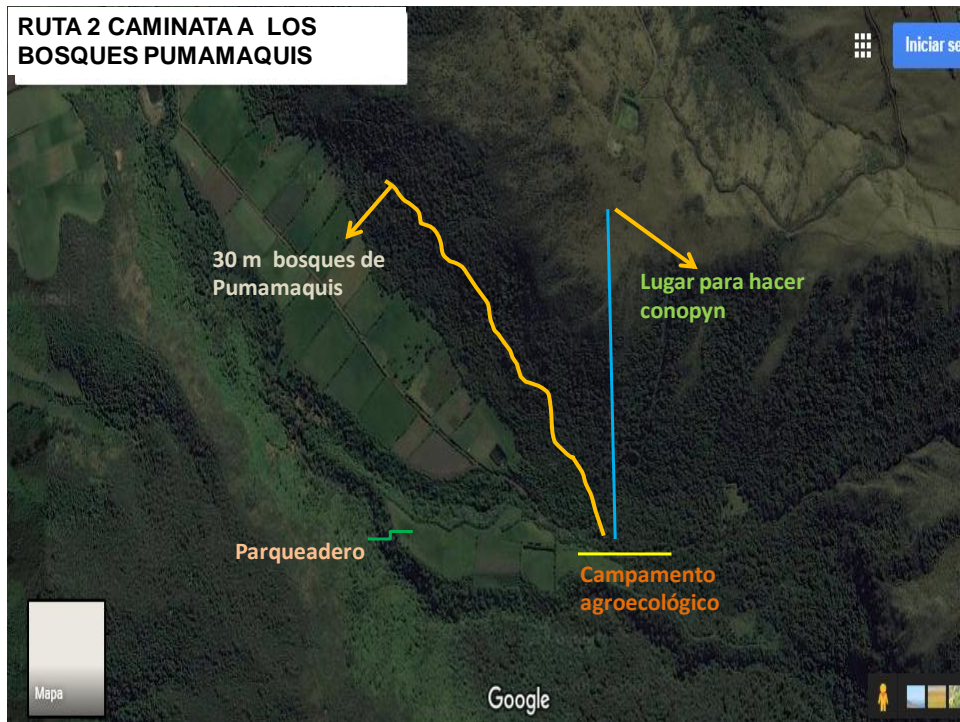 RUTA 2 CAMINATA A LOS
BOSQUES PUMAMAQUIS
Iniciar se
30 m bosques de
Pumamaquis
Lugar para hacer
conopyn
Parqueadero
Campamento
agroecológico
Mapa
Google